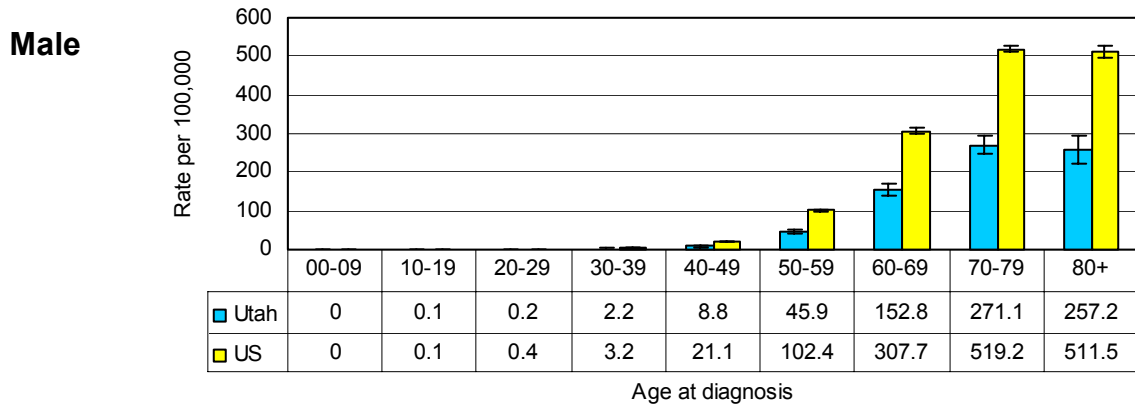 Male
Rate per 100,000
600
500
400
300
200
100
0
00-09 10-19 20-29 30-39 40-49 50-59 60-69 70-79 80+
Utah 0 0.1 0.2 2.2 8.8 45.9 152.8 271.1 257.2
US 0 0.1 0.4 3.2 21.1 102.4 307.7 519.2 511.5
Age at diagnosis